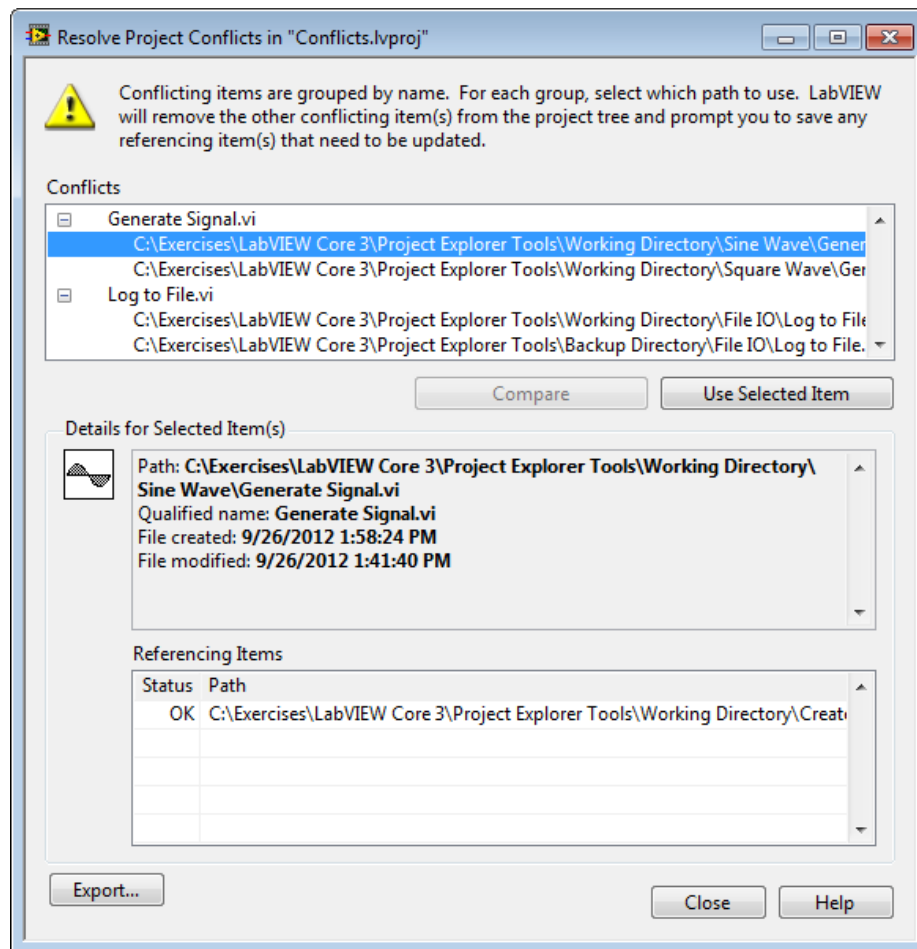 Resolve Project Conflicts in "Conflicts.lvproj"
Conflicting items are grouped by name. For each group, select which path to use. LabVIEW
will remove the other conflicting item(s) from the project tree and prompt you to save any
referencing item(s) that need to be updated.
Conflicts
Generate Signal.vi
C:\Exercises\LabVIEW Core 3\Project Explorer Tools\Working Directory\Sine Wave\Gener
C:\Exercises\LabVIEW Core 3\Project Explorer Tools\Working Directory\Square Wave\Ger
Log to File.vi
C:\Exercises\LabVIEW Core 3\Project Explorer Tools\Working Directory\File IO\Log to File
C:\Exercises\LabVIEW Core 3\Project Explorer Tools\Backup Directory\File IO\Log to File.
Compare
Use Selected Item
Details for Selected Item(s)
Path: C:\Exercises\LabVIEW Core 3\Project Explorer Tools\Working Directory\
Sine Wave\Generate Signal.vi
Qualified name: Generate Signal.vi
File created: 9/26/2012 1:58:24 PM
File modified: 9/26/2012 1:41:40 PM
Referencing Items
Status Path
OK C:\Exercises\LabVIEW Core 3\Project Explorer Tools\Working Directory\Creat
Export...
Close
Help